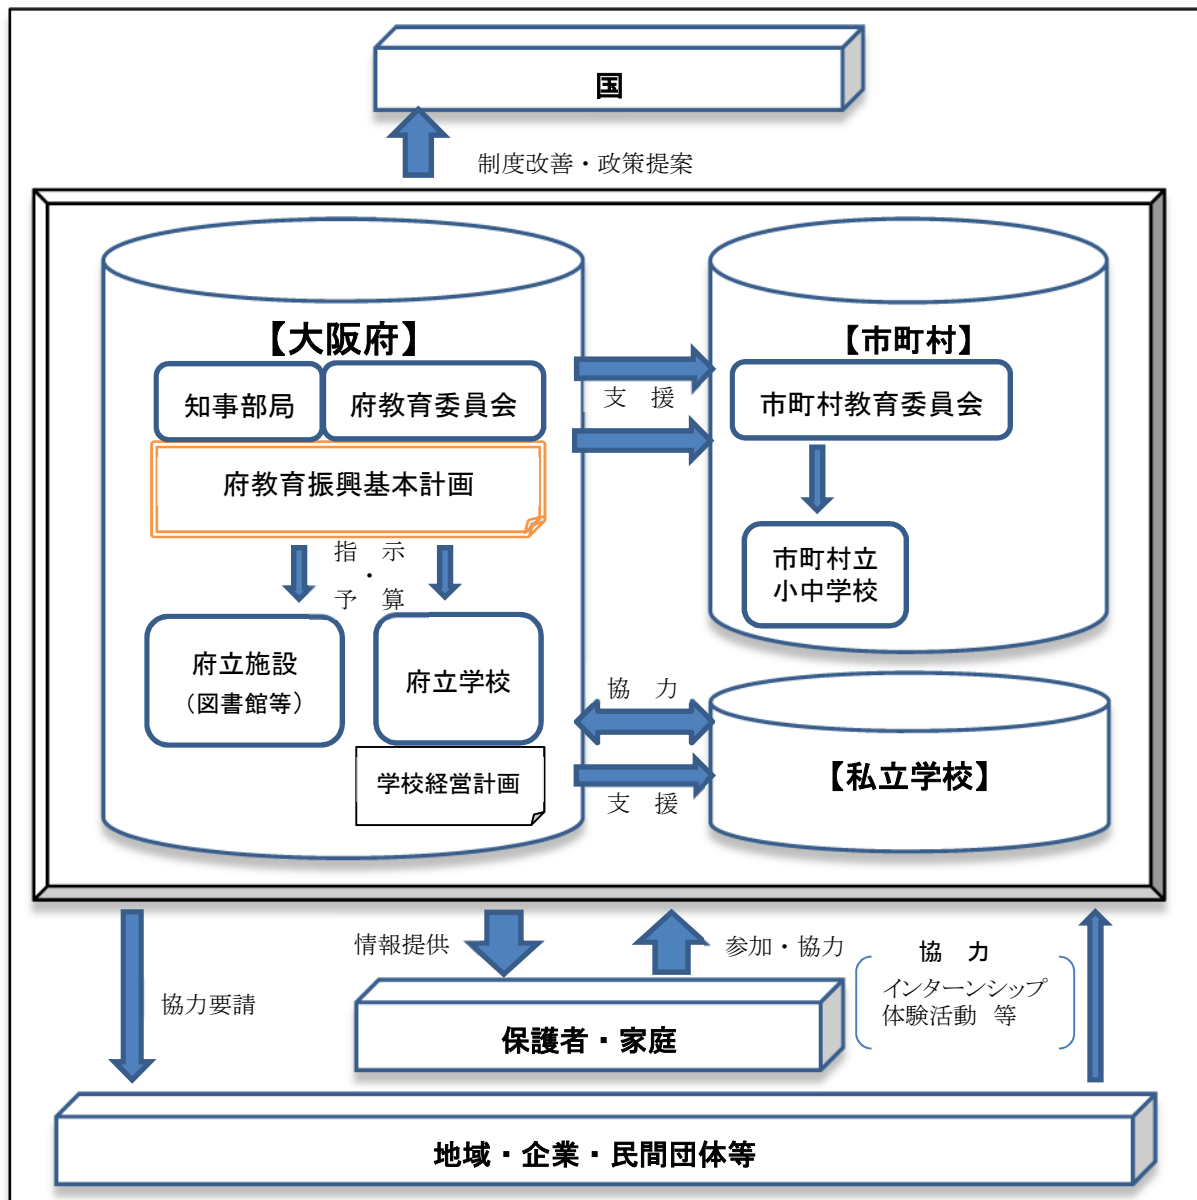 国
制度改善・政策提案
【大阪府】
知事部局
府教育委員会
府教育振興基本計画
指 示
・
予 算
府立施設
（図書館等）
府立学校
学校経営計画
支 援
【市町村】
市町村教育委員会
市町村立
小中学校
協 力
支 援
【私立学校】
協力要請
情報提供
参加・協力
協 力
インターンシップ
体験活動 等
保護者・家庭
地域・企業・民間団体等